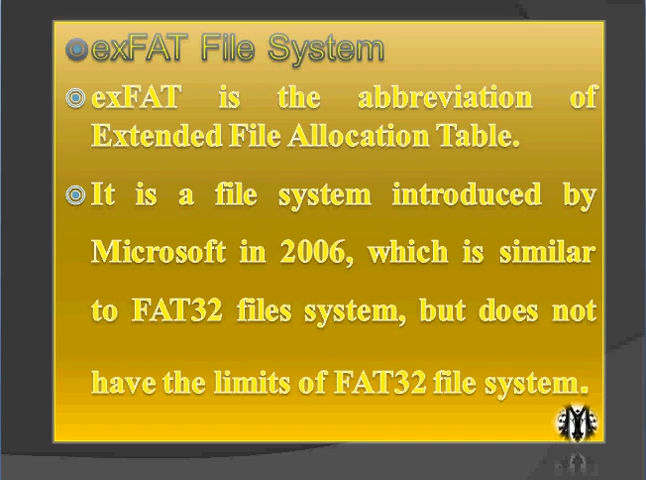 exFAT File System
exFAT is the abbreviation of
Extended File Allocation Table.
It is a file system introduced by
Microsoft in 2006, which is similar
to FAT32 files system, but does not
have the limits of FAT32 file system.